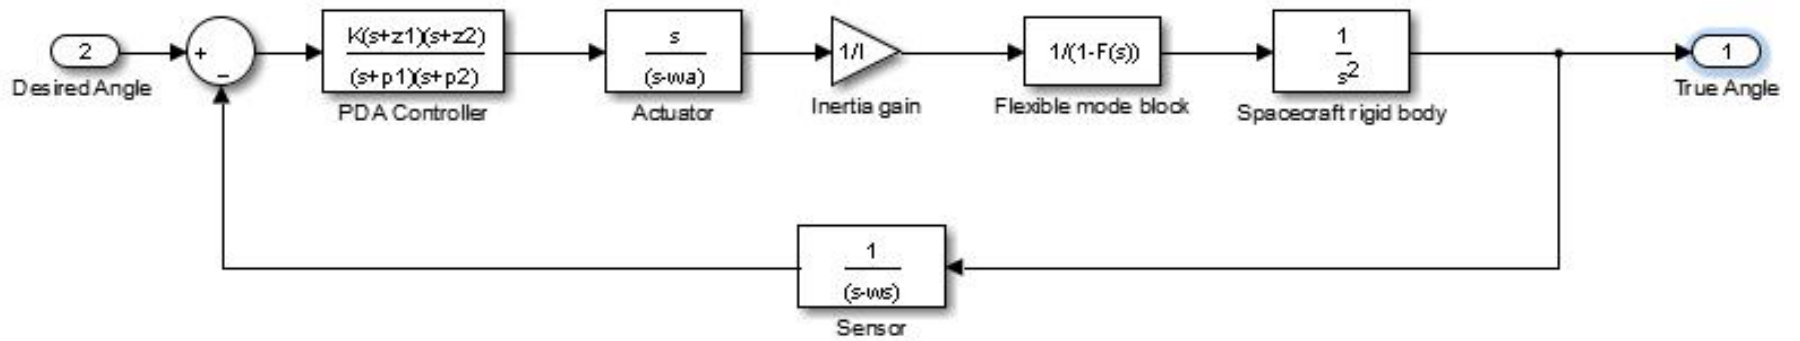 2
Desired Angle
+
−
K(s+z1)(s+z2)
(s+p1)(s+p2)
PDA Controller
s
(s-wa)
Actuator
1/I
Inertia gain
1/(1-F(s))
Flexible mode block
1
s2
Spacecraft rigid body
1
True Angle
1
(s-ws)
Sensor